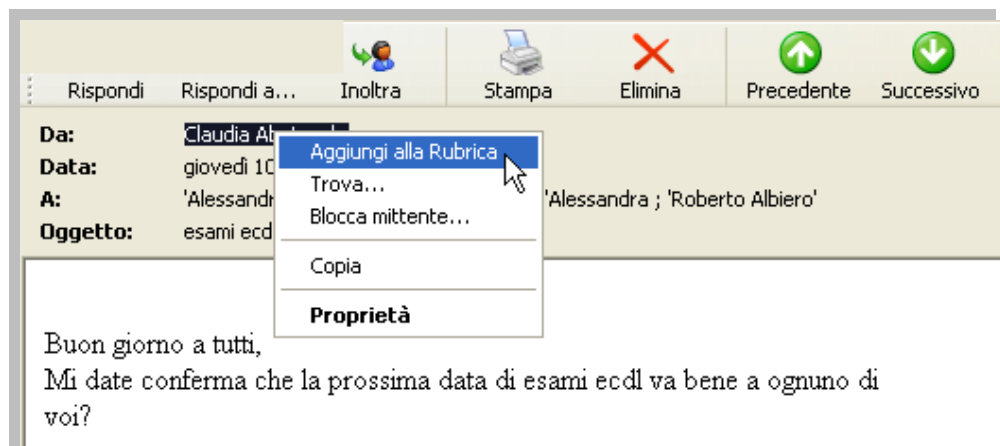 Rispondi Rispondi a... Inoltra Stampa Elimina Precedente Successivo
Da: Claudia
Aggiungi alla Rubrica
Data: giovedì 10
Trova...
A: 'Alessandra ; 'Roberto Albiero'
Blocca mittente...
Oggetto: esami ecd
Copia
Proprietà
Buon giorno a tutti,
Mi date conferma che la prossima data di esami ecdl va bene a ognuno di
voi?